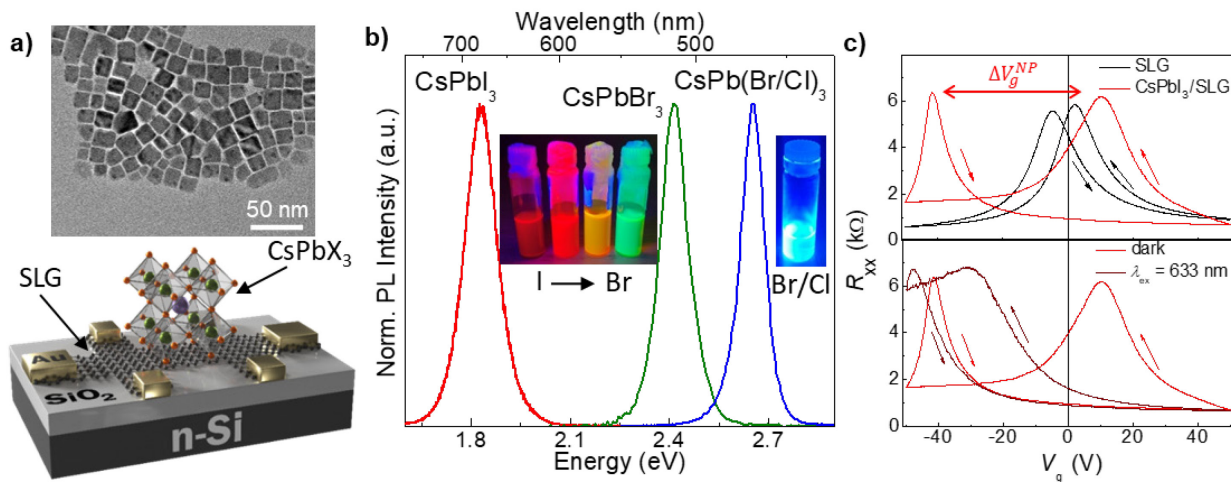 a)
50 nm
CsPbX₃
SLG
Au
SiO₂
n-Si
b)
Wavelength (nm)
700 600 500
CsPbI₃
CsPbBr₃
CsPb(Br/Cl)₃
I → Br
Br/Cl
Norm. PL Intensity (a.u.)
1.8 2.1 2.4 2.7
Energy (eV)
c)
ΔV_g^NP
SLG
CsPbI₃/SLG
6
4
2
0
dark
λ_ex = 633 nm
8
6
4
2
0
R_xx (kΩ)
-40 -20 0 20 40
V_g (V)